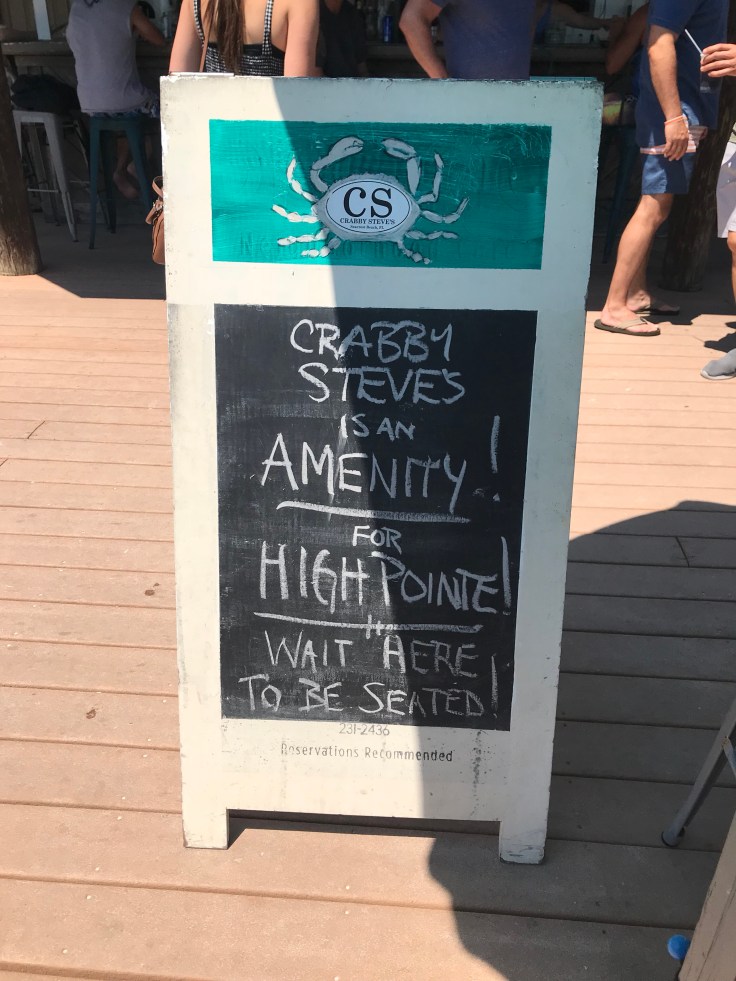 CS
CRABBY STEVE'S
CRABBY
STEVE'S
IS AN
AMENITY!
FOR
HIGH POINTE!
WAIT HERE
TO BE SEATED!
231-2436
Reservations Recommended